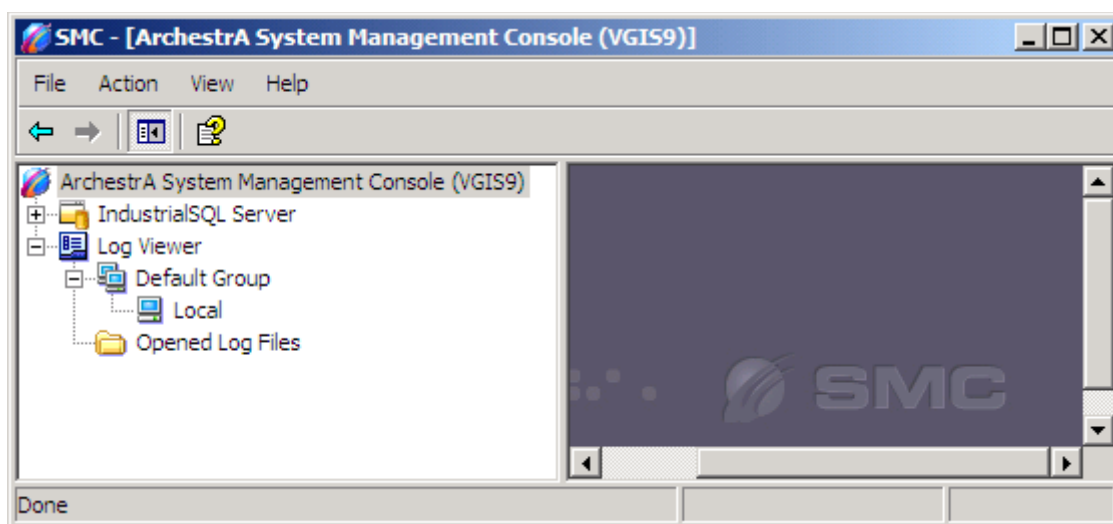 SMC - [ArchestrA System Management Console (VGIS9)]
File Action View Help
ArchestrA System Management Console (VGIS9)
IndustrialSQL Server
Log Viewer
Default Group
Local
Opened Log Files
SMC
Done